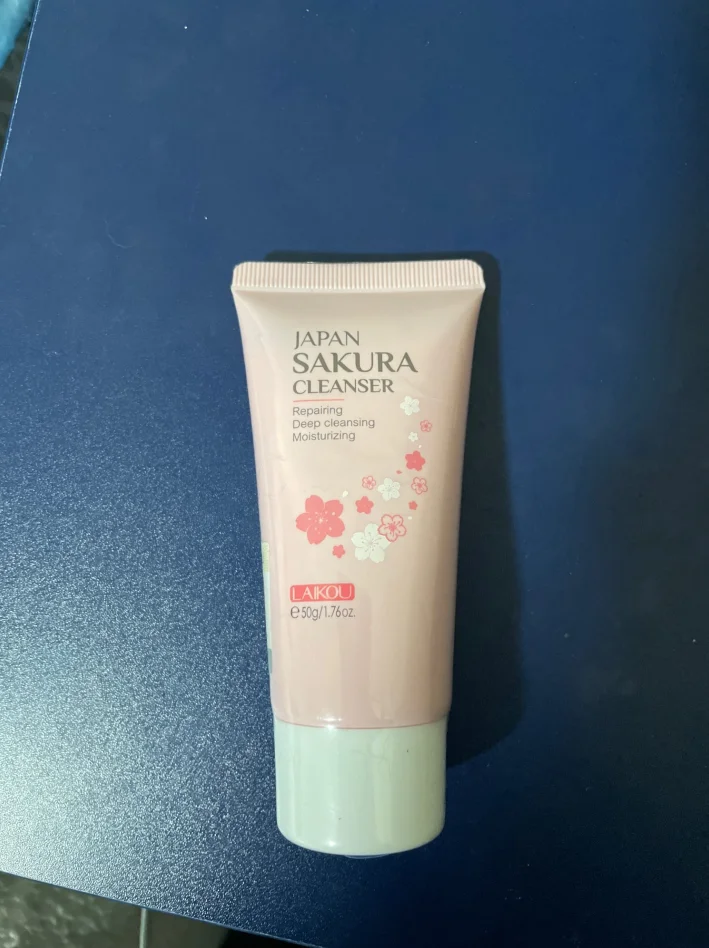 JAPAN
SAKURA
CLEANSER
Repairing
Deep cleansing
Moisturizing
LAIKOU
℮50g/1.76oz.